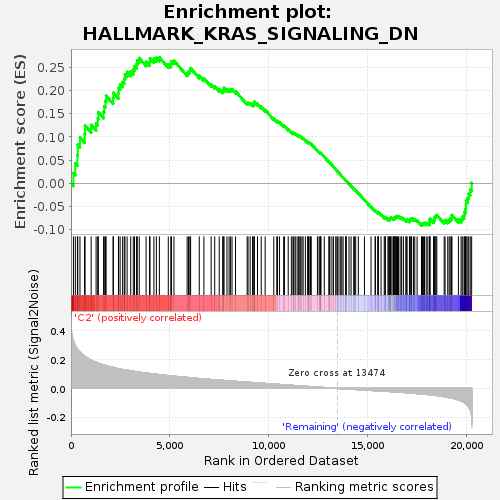 Enrichment plot:
HALLMARK_KRAS_SIGNALING_DN
Enrichment score (ES)
0.25
0.20
0.15
0.10
0.05
0.00
-0.05
-0.10
'C2' (positively correlated)
Ranked list metric (Signal2Noise)
0.4
0.2
0.0
-0.2
Zero cross at 13474
'Remaining' (negatively correlated)
0
5,000
10,000
15,000
20,000
Rank in Ordered Dataset
Enrichment profile
Hits
Ranking metric scores